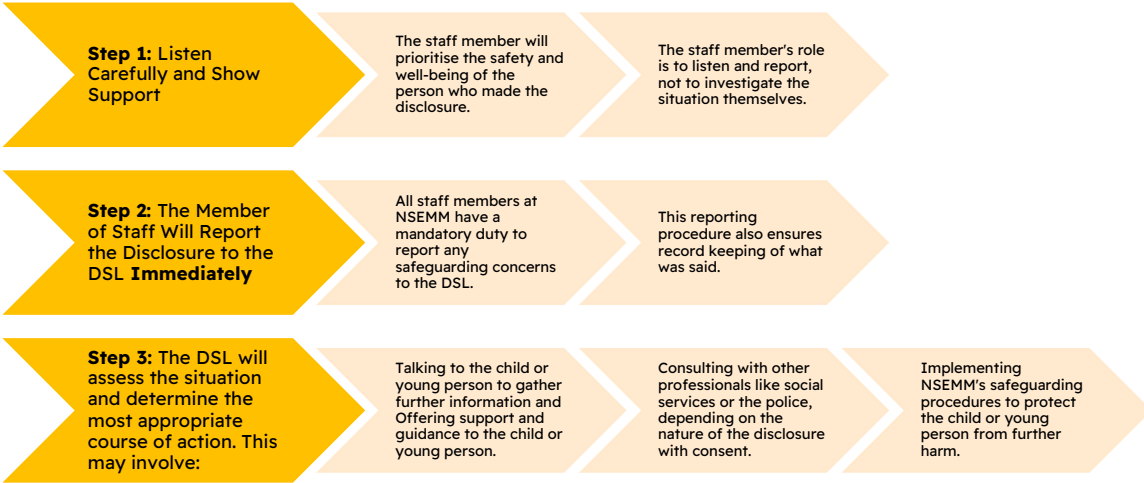 Step 1: Listen
Carefully and Show
Support
The staff member will
prioritise the safety and
well-being of the
person who made the
disclosure.
The staff member's role
is to listen and report,
not to investigate the
situation themselves.
Step 2: The Member
of Staff Will Report
the Disclosure to the
DSL Immediately
All staff members at
NSEMM have a
mandatory duty to
report any
safeguarding concerns
to the DSL.
This reporting
procedure also ensures
record keeping of what
was said.
Step 3: The DSL will
assess the situation
and determine the
most appropriate
course of action. This
may involve:
Talking to the child or
young person to gather
further information and
Offering support and
guidance to the child or
young person.
Consulting with other
professionals like social
services or the police,
depending on the
nature of the disclosure
with consent.
Implementing
NSEMM's safeguarding
procedures to protect
the child or young
person from further
harm.